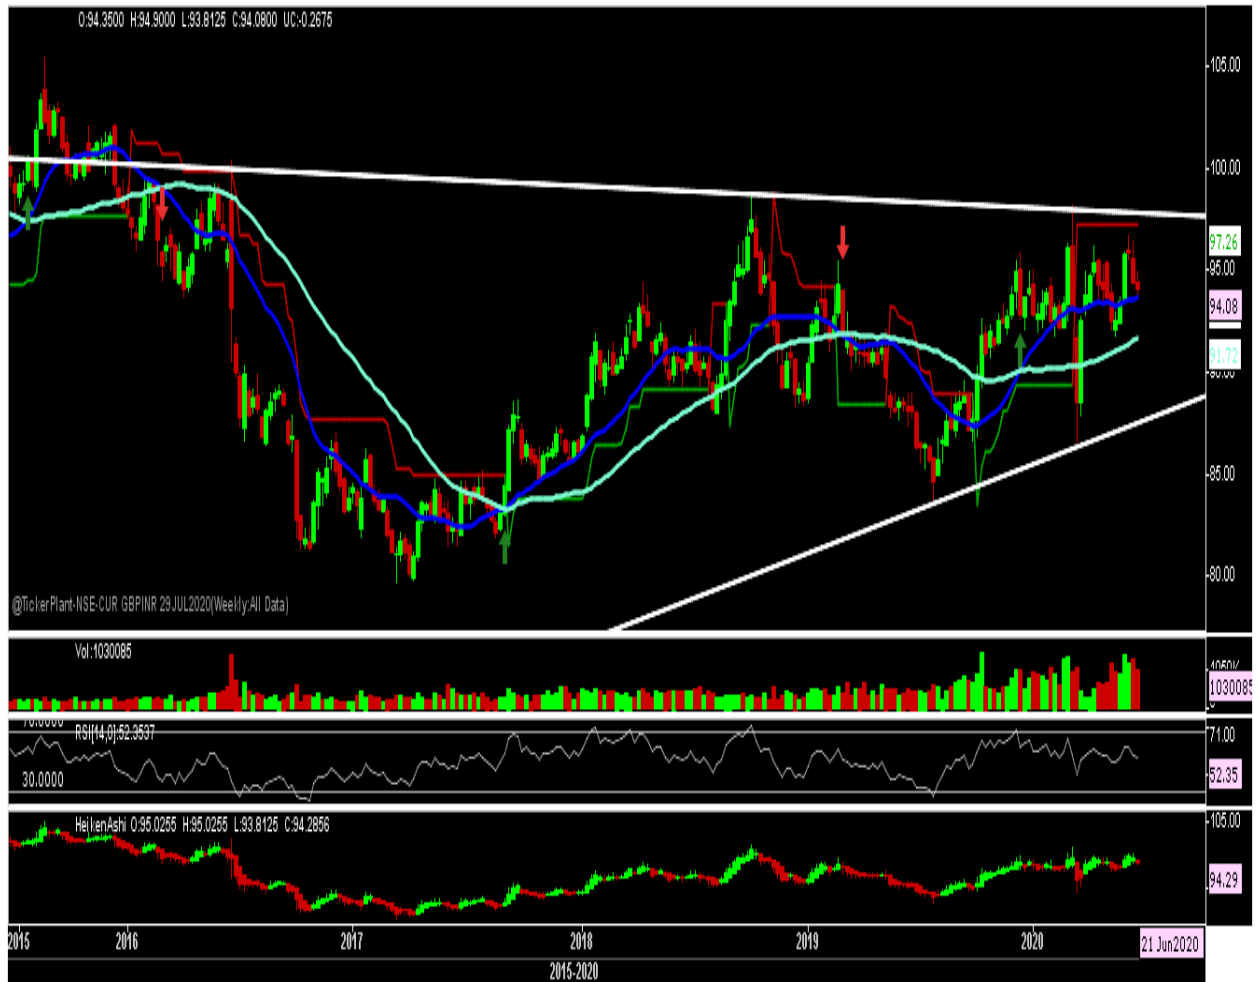 O:94.3500 H:94.9000 L:93.8125 C:94.0800 UC:-0.2675
105.00
100.00
97.26
95.00
94.08
91.72
85.00
80.00
@TickerPlant-NSE-CUR GBPINR 29JUL2020(Weekly:All Data)
Vol:1030085
1030085
70.0000
RSI[14,0]:52.3537
71.00
30.0000
52.35
HeikenAshi O:95.0255 H:95.0255 L:93.8125 C:94.2856
105.00
94.29
2015 2016 2017 2018 2019 2020 21 Jun2020
2015-2020